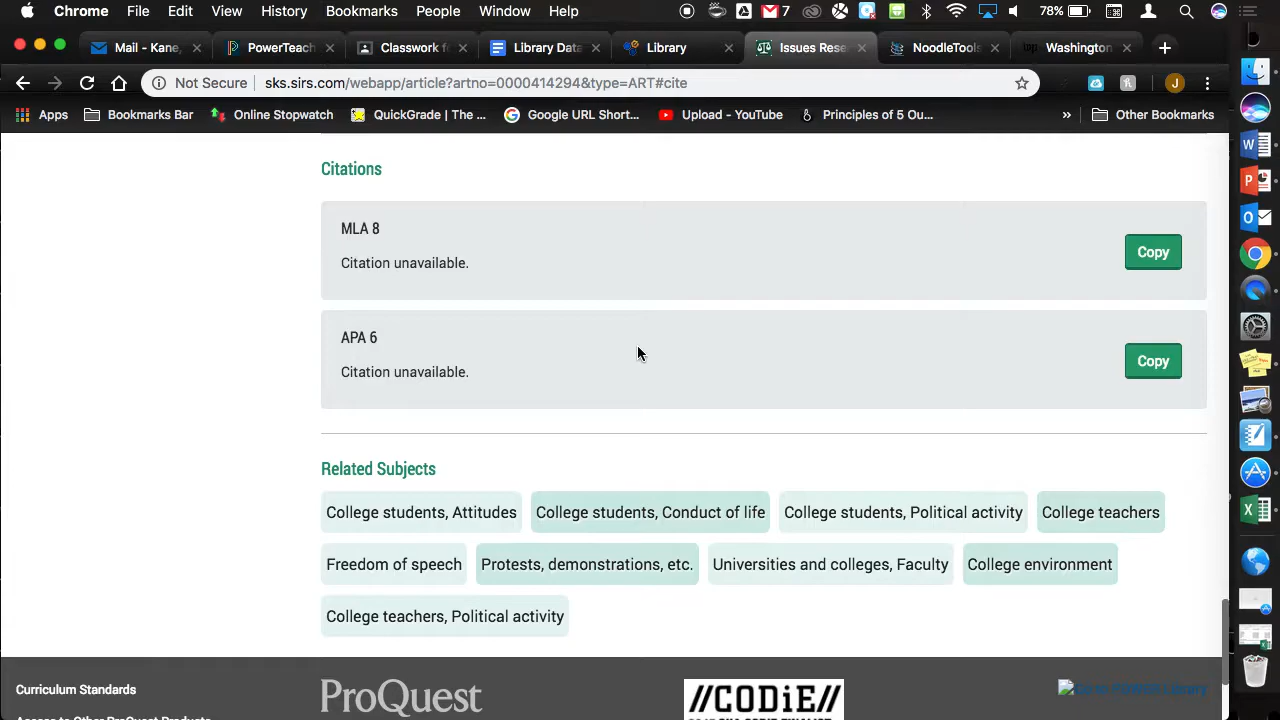 Chrome File Edit View History Bookmarks People Window Help 7 78%
Mail - Kane, PowerTeach Classwork f Library Data Library Issues Rese NoodleTools Washington
Not Secure sks.sirs.com/webapp/article?artno=0000414294&type=ART#cite J
Apps Bookmarks Bar Online Stopwatch QuickGrade | The ... Google URL Short... Upload - YouTube Principles of 5 Ou... » Other Bookmarks
Citations
MLA 8
Citation unavailable.
Copy
APA 6
Citation unavailable.
Copy
Related Subjects
College students, Attitudes College students, Conduct of life College students, Political activity College teachers
Freedom of speech Protests, demonstrations, etc. Universities and colleges, Faculty College environment
College teachers, Political activity
Curriculum Standards
ProQuest
//CODiE//